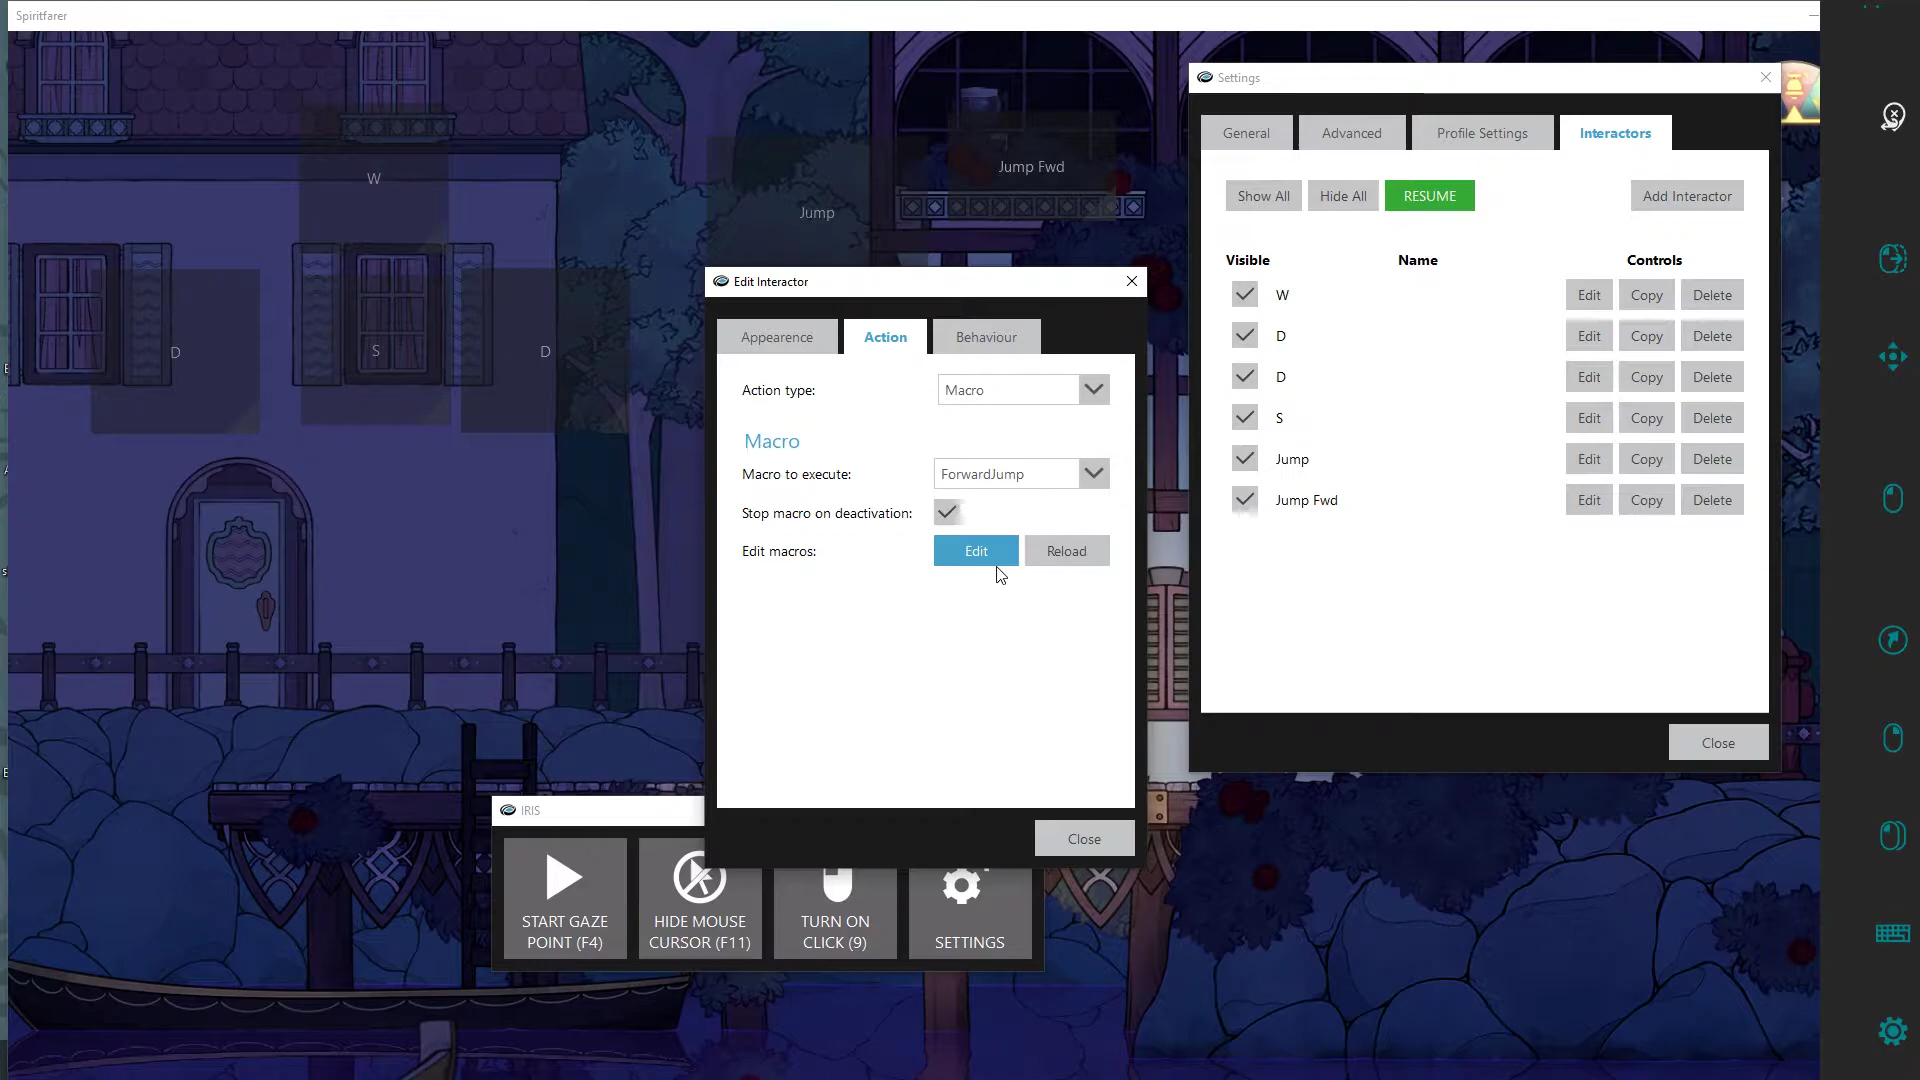 Spiritfarer
W
Jump
Jump Fwd
D
S
D
Settings
General
Advanced
Profile Settings
Interactors
Show All
Hide All
RESUME
Add Interactor
Visible
Name
Controls
W
Edit
Copy
Delete
D
Edit
Copy
Delete
D
Edit
Copy
Delete
S
Edit
Copy
Delete
Jump
Edit
Copy
Delete
Jump Fwd
Edit
Copy
Delete
Close
Edit Interactor
Appearence
Action
Behaviour
Action type:
Macro
Macro
Macro to execute:
ForwardJump
Stop macro on deactivation:
Edit macros:
Edit
Reload
Close
IRIS
START GAZE
POINT (F4)
HIDE MOUSE
CURSOR (F11)
TURN ON
CLICK (9)
SETTINGS